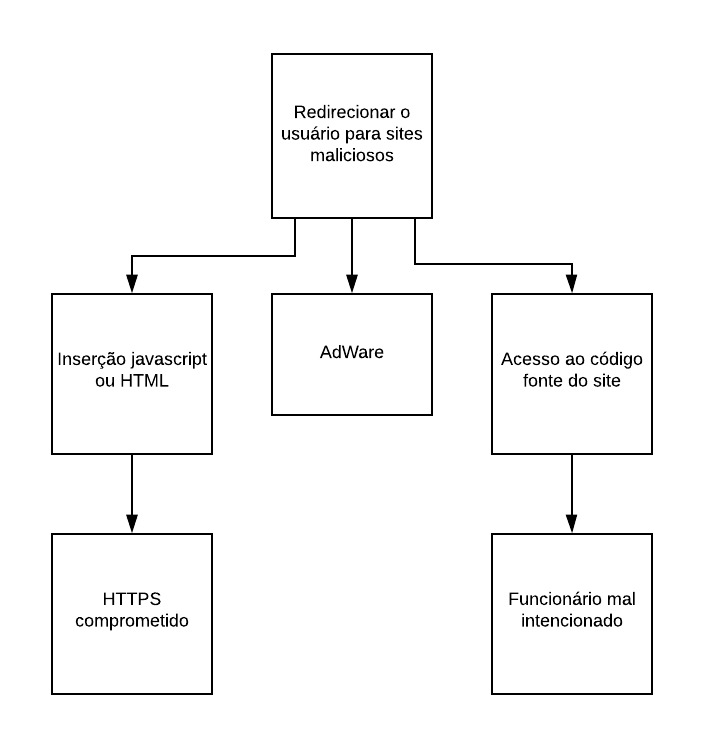 Redirecionar o
usuário para sites
maliciosos
Inserção javascript
ou HTML
AdWare
Acesso ao código
fonte do site
HTTPS
comprometido
Funcionário mal
intencionado